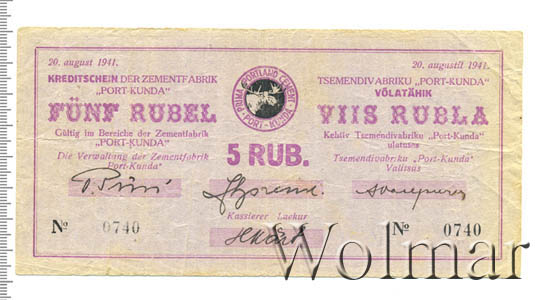 20. august 1941.
KREDITSCHEIN DER ZEMENTFABRIK
„PORT-KUNDA"
FÜNF RUBEL
Gültig im Bereiche der Zementfabrik
„PORT-KUNDA"
Die Verwaltung der Zementfabrik
„Port-Kunda"
PORTLAND CEMENT
PORT-KUNDA
5 RUB.
20. augustil 1941.
TSEMENDIVABRIKU „PORT-KUNDA"
VÕLATÄHIK
VIIS RUBLA
Kehtiv Tsemendivabriku „Port-Kunda"
ulatuses
Tsemendivabriku „Port-Kunda"
Valitsus
Kassierer Laekur
№ 0740
№ 0740
Wolmar